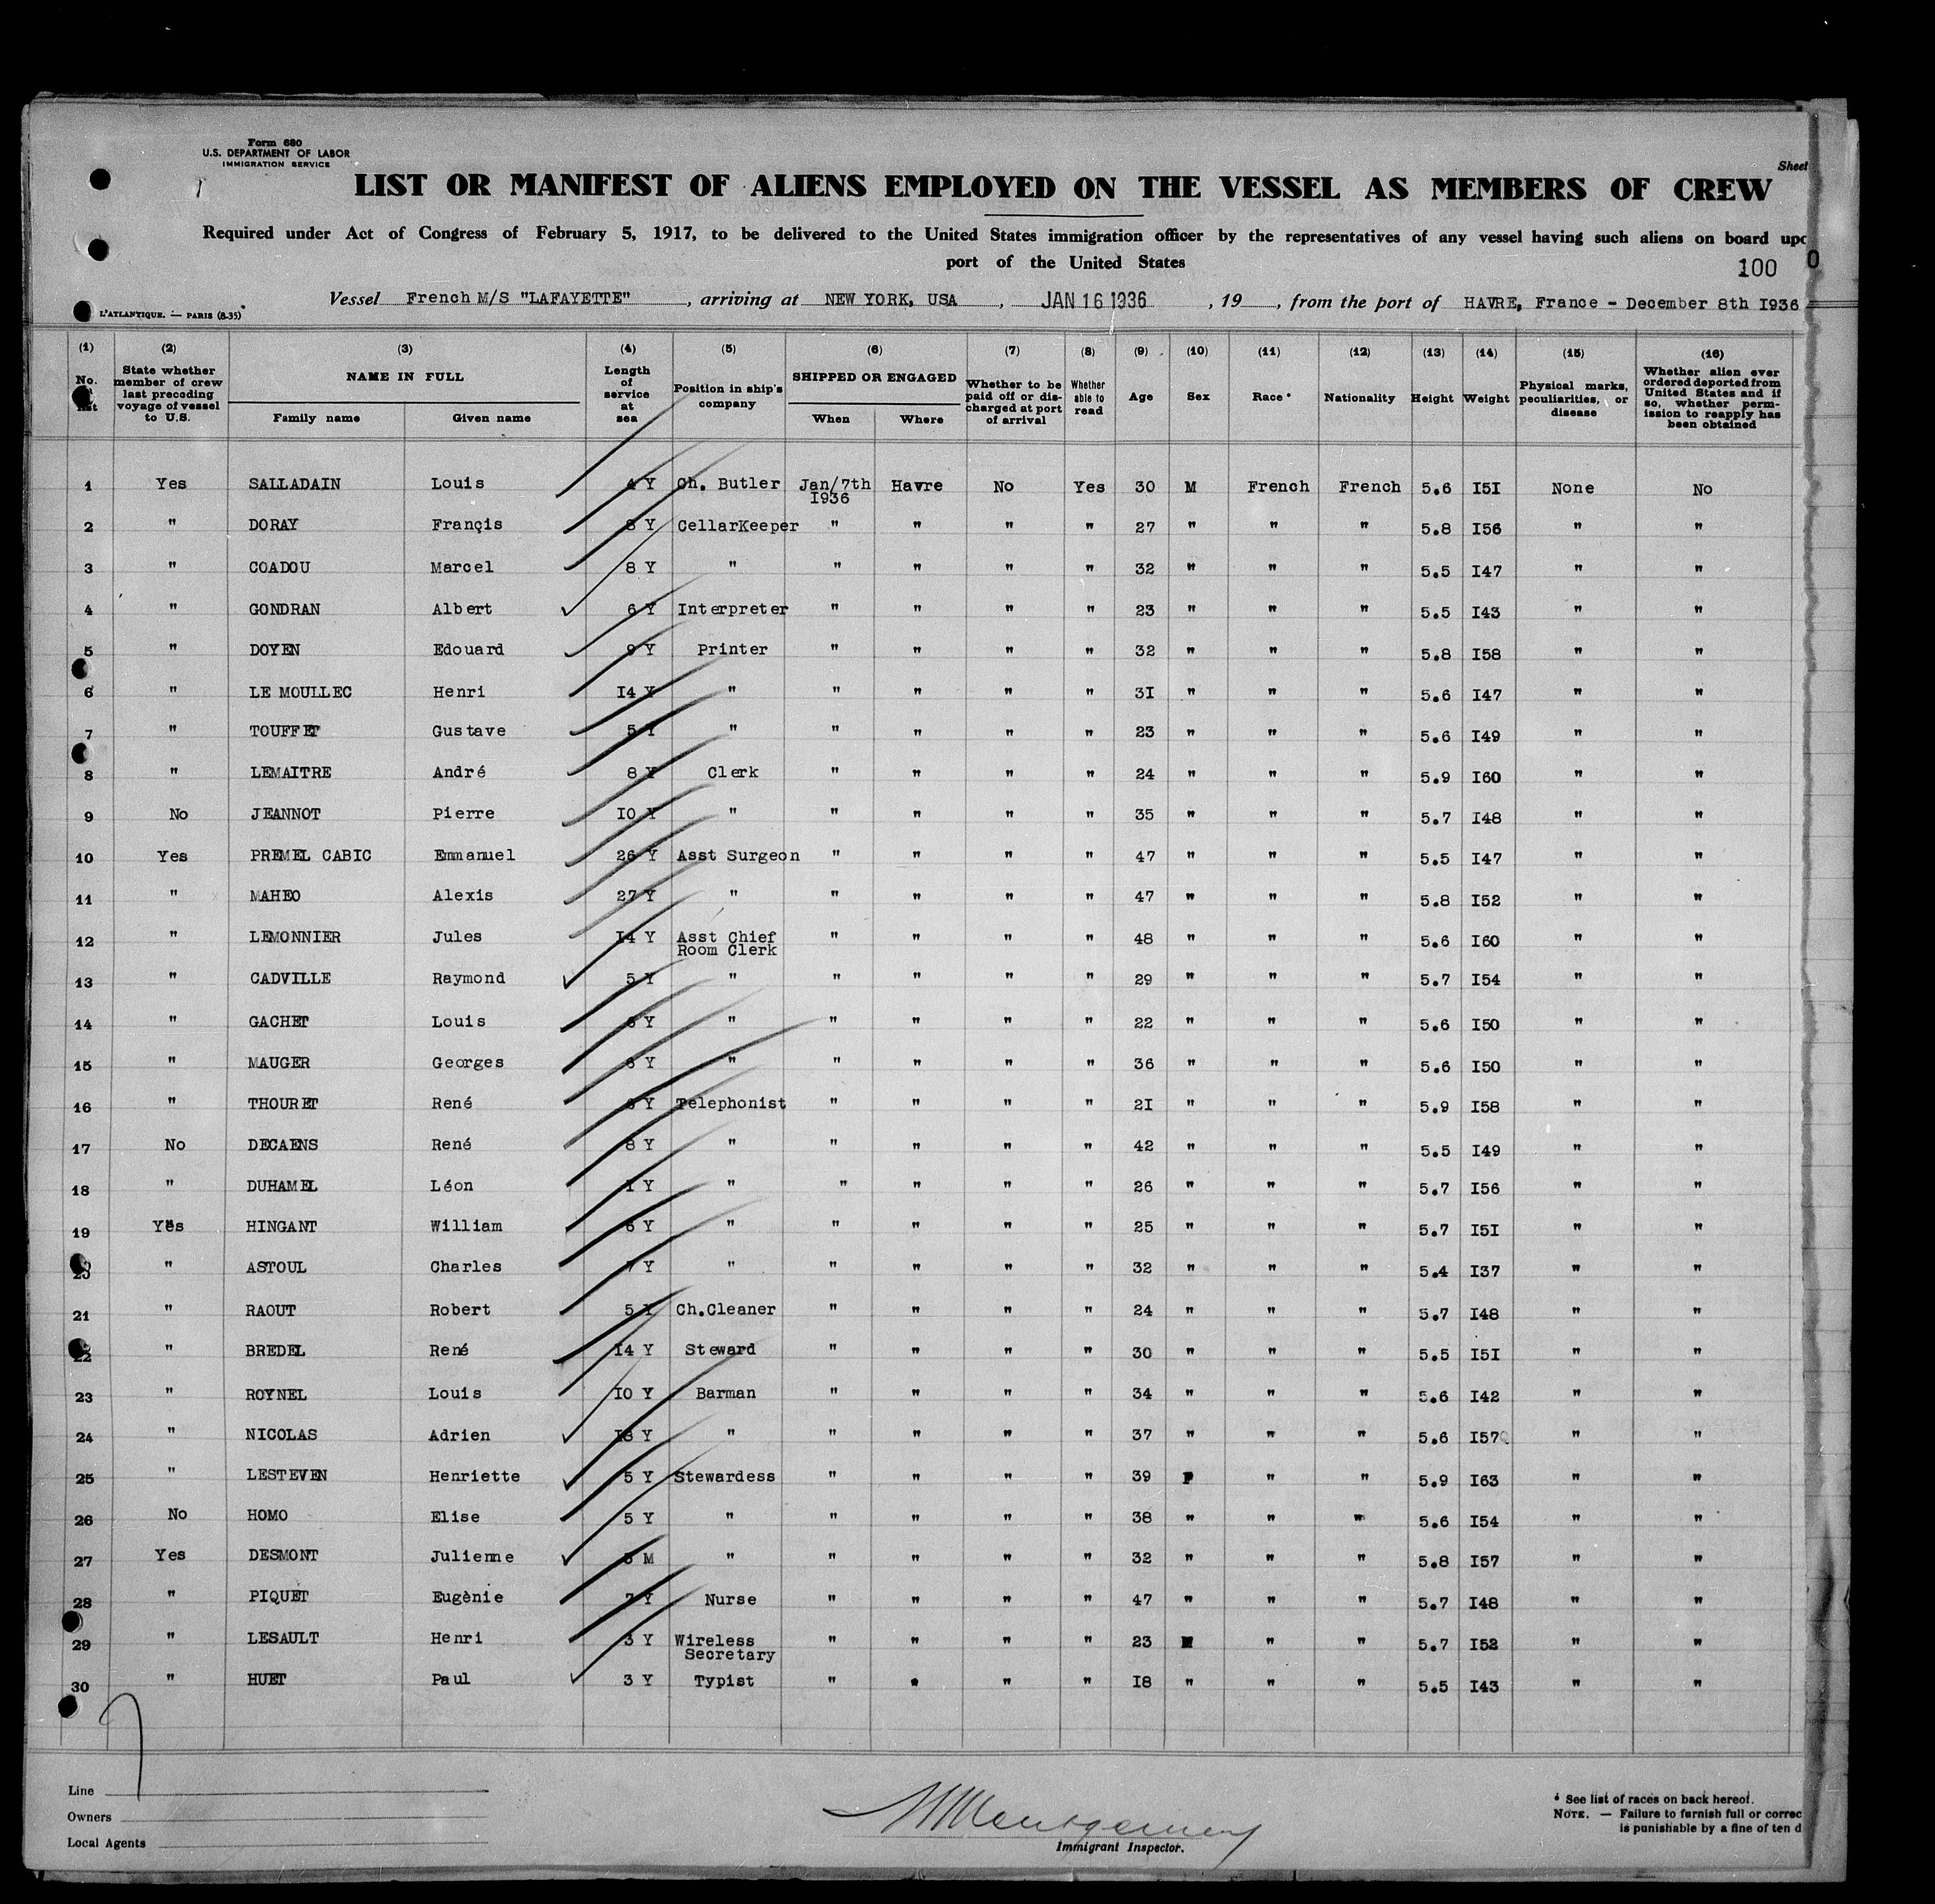 Form 680
U.S. DEPARTMENT OF LABOR
IMMIGRATION SERVICE
Sheet
LIST OR MANIFEST OF ALIENS EMPLOYED ON THE VESSEL AS MEMBERS OF CREW
Required under Act of Congress of February 5, 1917, to be delivered to the United States immigration officer by the representatives of any vessel having such aliens on board upo
port of the United States
100
Vessel French M/S "LAFAYETTE", arriving at NEW YORK, USA, JAN 16 1936, 19, from the port of HAVRE, France - December 8th I936
L'ATLANTIQUE. — PARIS (8-35)
(1) (2) (3) (4) (5) (6) (7) (8) (9) (10) (11) (12) (13) (14) (15) (16)
No. list
State whether member of crew last preceding voyage of vessel to U.S.
NAME IN FULL
Family name Given name
Length of service at sea
Position in ship's company
SHIPPED OR ENGAGED
When Where
Whether to be paid off or discharged at port of arrival
Whether able to read
Age Sex Race* Nationality Height Weight
Physical marks, peculiarities, or disease
Whether alien ever ordered deported from United States and if so, whether permission to reapply has been obtained
1 Yes SALLADAIN Louis 4 Y Ch. Butler Jan/7th I936 Havre No Yes 30 M French French 5.6 I5I None No
2 " DORAY Françis 8 Y CellarKeeper " " " " 27 " " " 5.8 I56 " "
3 " COADOU Marcel 8 Y " " " " " 32 " " " 5.5 I47 " "
4 " GONDRAN Albert 6 Y Interpreter " " " " 23 " " " 5.5 I43 " "
5 " DOYEN Edouard 9 Y Printer " " " " 32 " " " 5.8 I58 " "
6 " LE MOULLEC Henri I4 Y " " " " " 3I " " " 5.6 I47 " "
7 " TOUFFET Gustave 5 Y " " " " " 23 " " " 5.6 I49 " "
8 " LEMAITRE André 8 Y Clerk " " " " 24 " " " 5.9 I60 " "
9 No JEANNOT Pierre I0 Y " " " " " 35 " " " 5.7 I48 " "
10 Yes PREMEL CABIC Emmanuel 26 Y Asst Surgeon " " " " 47 " " " 5.5 I47 " "
11 " MAHEO Alexis 27 Y " " " " " 47 " " " 5.8 I52 " "
12 " LEMONNIER Jules I4 Y Asst Chief Room Clerk " " " " 48 " " " 5.6 I60 " "
13 " CADVILLE Raymond 5 Y " " " " " 29 " " " 5.7 I54 " "
14 " GACHET Louis 6 Y " " " " " 22 " " " 5.6 I50 " "
15 " MAUGER Georges 6 Y " " " " " 36 " " " 5.6 I50 " "
16 " THOURET René Y Telephonist " " " " 2I " " " 5.9 I58 " "
17 No DECAENS René 8 Y " " " " " 42 " " " 5.5 I49 " "
18 " DUHAMEL Léon I Y " " " " " 26 " " " 5.7 I56 " "
19 Yes HINGANT William 6 Y " " " " " 25 " " " 5.7 I5I " "
20 " ASTOUL Charles 7 Y " " " " " 32 " " " 5.4 I37 " "
21 " RAOUT Robert 5 Y Ch.Cleaner " " " " 24 " " " 5.7 I48 " "
22 " BREDEL René I4 Y Steward " " " " 30 " " " 5.5 I5I " "
23 " ROYNEL Louis I0 Y Barman " " " " 34 " " " 5.6 I42 " "
24 " NICOLAS Adrien I8 Y " " " " " 37 " " " 5.6 I57 " "
25 " LESTEVEN Henriette 5 Y Stewardess " " " " 39 F " " 5.9 I63 " "
26 No HOMO Elise 5 Y " " " " " 38 " " " 5.6 I54 " "
27 Yes DESMONT Julienne M " " " " " 32 " " " 5.8 I57 " "
28 " PIQUET Eugènie 7 Y Nurse " " " " 47 " " " 5.7 I48 " "
29 " LESAULT Henri 3 Y Wireless Secretary " " " " 23 M " " 5.7 I52 " "
30 " HUET Paul 3 Y Typist " " " " I8 " " " 5.5 I43 " "
Line
Owners
Local Agents
Montgomery
Immigrant Inspector.
* See list of races on back hereof.
NOTE. — Failure to furnish full or correc
is punishable by a fine of ten d